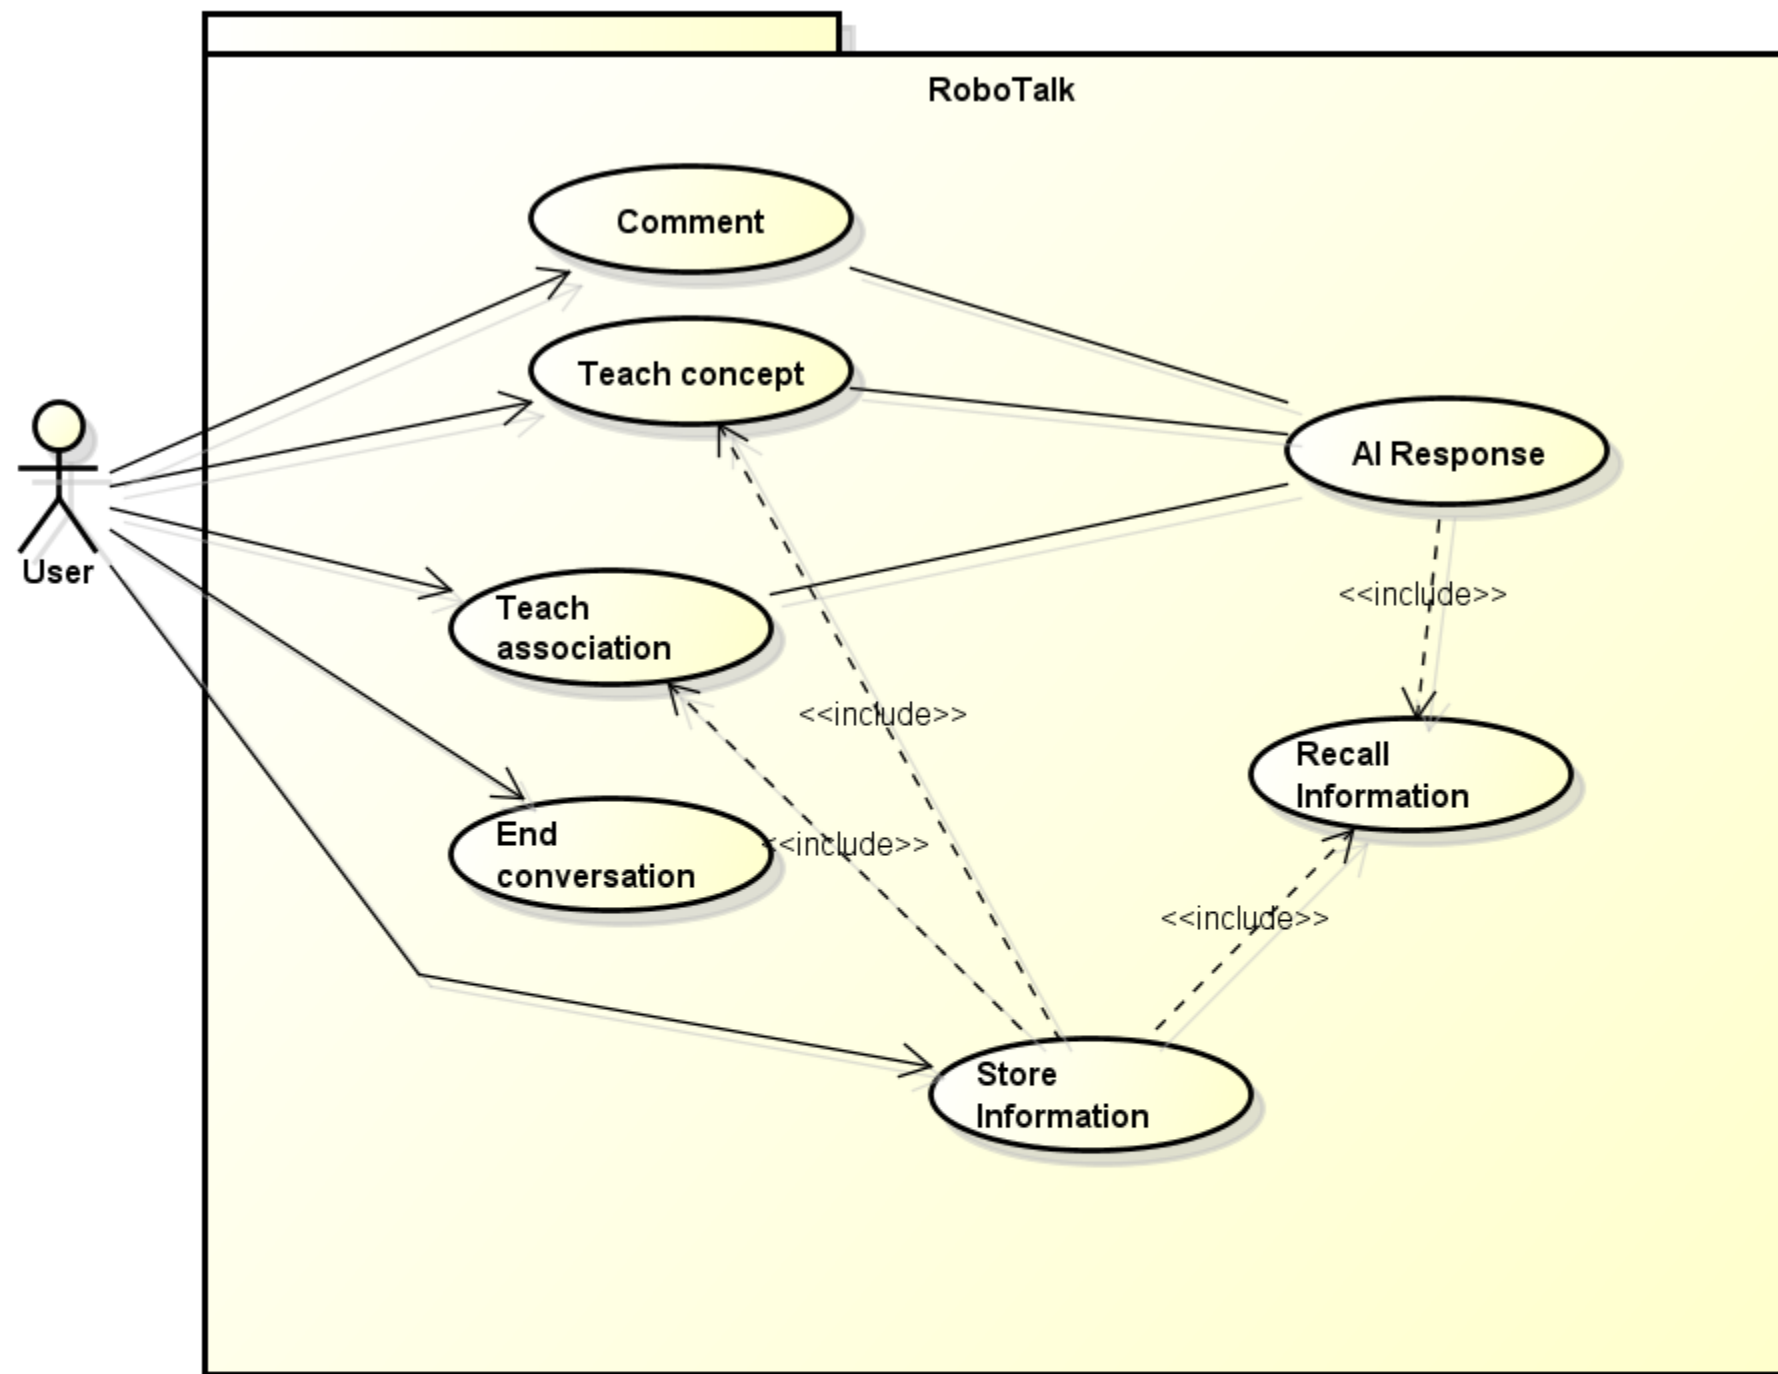 RoboTalk
Comment
Teach concept
AI Response
User
<<include>>
Teach
association
<<include>>
Recall
Information
End
conversation
<<include>>
<<include>>
Store
Information